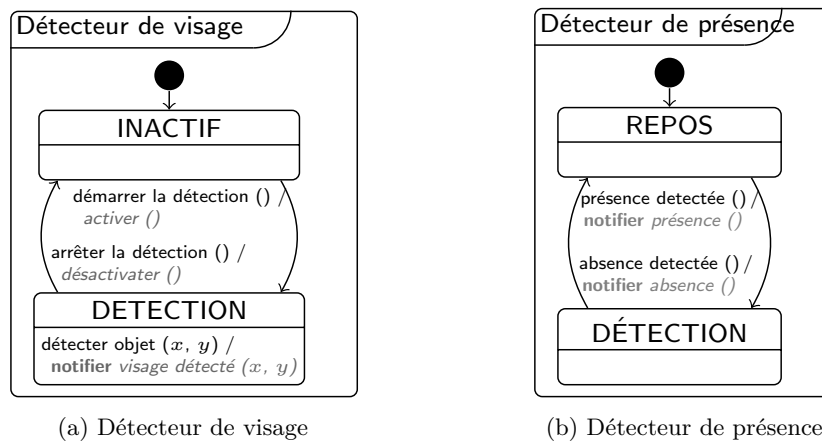 Détecteur de visage
INACTIF
démarrer la détection () /
activer ()
arrêter la détection () /
désactivater ()
DETECTION
détecter objet (x, y) /
notifier visage détecté (x, y)
(a) Détecteur de visage
Détecteur de présence
REPOS
présence detectée () /
notifier présence ()
absence detectée () /
notifier absence ()
DÉTECTION
(b) Détecteur de présence